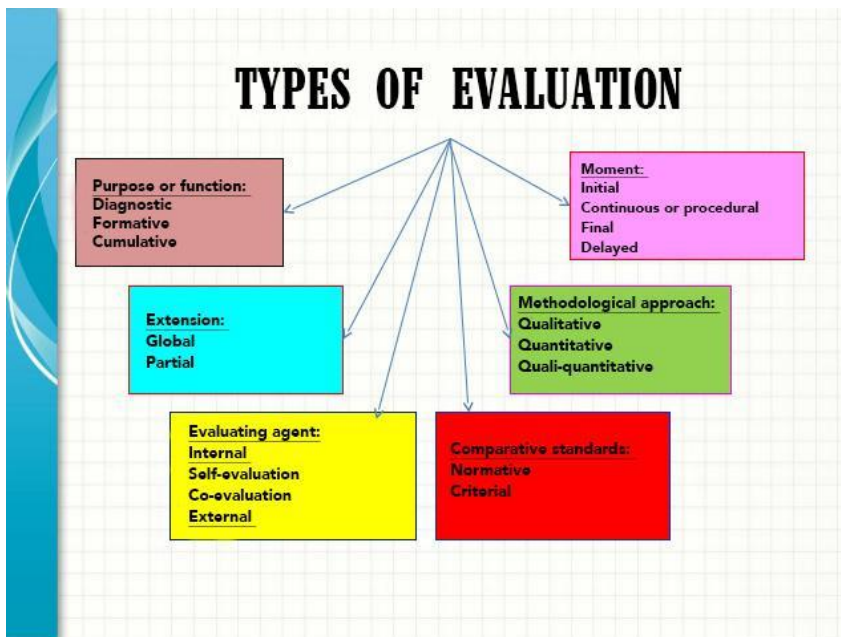 TYPES OF EVALUATION
Purpose or function:
Diagnostic
Formative
Cumulative
Moment:
Initial
Continuous or procedural
Final
Delayed
Extension:
Global
Partial
Methodological approach:
Qualitative
Quantitative
Quali-quantitative
Evaluating agent:
Internal
Self-evaluation
Co-evaluation
External
Comparative standards:
Normative
Criterial